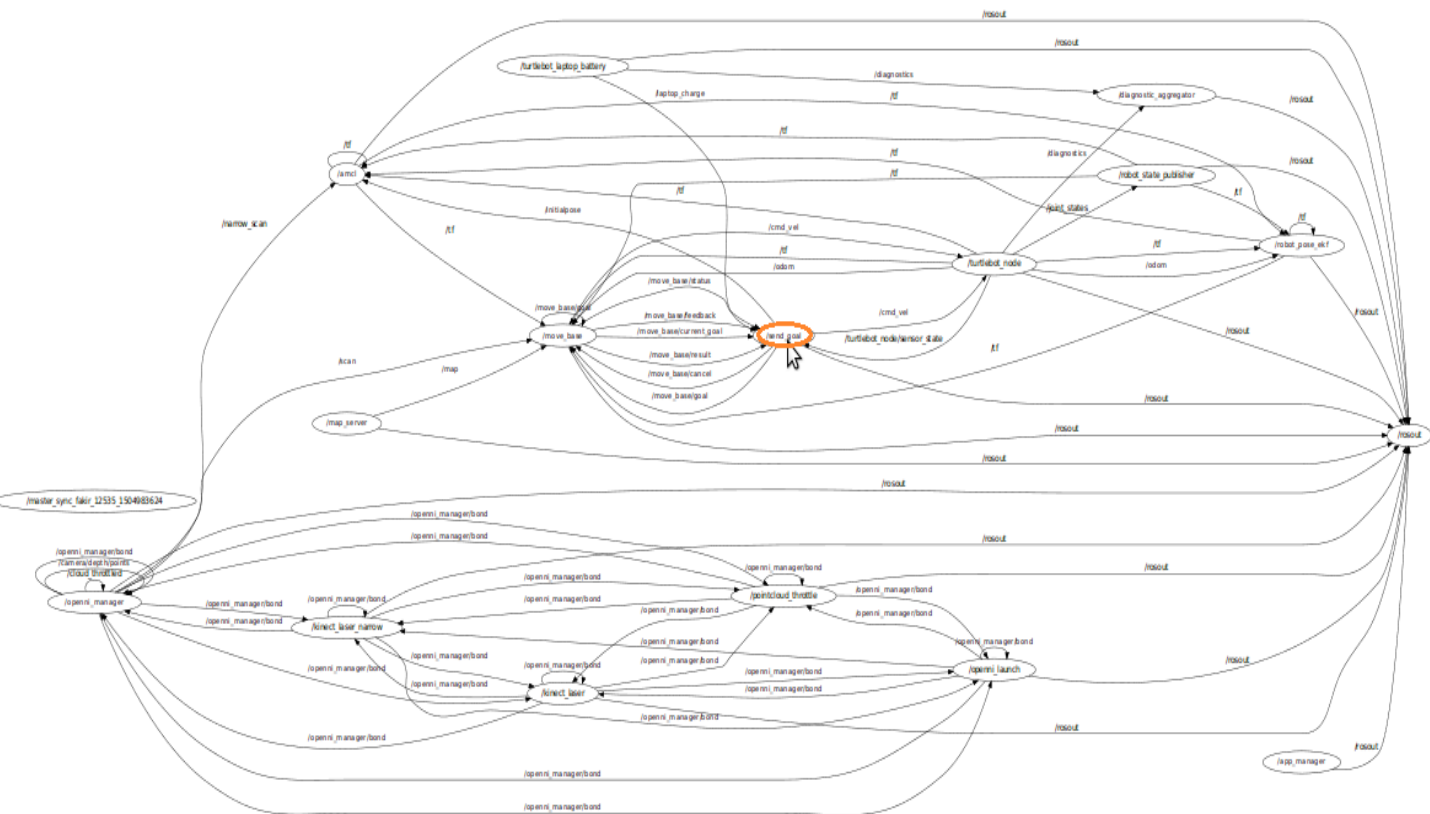 /rosout
/rosout
/turtlebot_laptop_battery
/diagnostics
/laptop_charge
/tf
/diagnostic_aggregator
/rosout
/tf
/tf
/amcl
/tf
/diagnostics
/rosout
/robot_state_publisher
/tf
/tf
/tf
/initialpose
/joint_states
/narrow_scan
/tf
/cmd_vel
/tf
/robot_pose_ekf
/tf
/tf
/odom
/turtlebot_node
/odom
/move_base/status
/move_base/goal
/move_base/feedback
/cmd_vel
/rosout
/move_base
/move_base/current_goal
/send_goal
/turtlebot_node/sensor_state
/rosout
/tf
/move_base/result
/scan
/map
/move_base/cancel
/move_base/goal
/rosout
/map_server
/rosout
/rosout
/rosout
/rosout
/master_sync_fakir_12535_1504983624
/openni_manager/bond
/openni_manager/bond
/rosout
/openni_manager/bond
/camera/depth/points
/cloud_throttled
/openni_manager
/openni_manager/bond
/openni_manager/bond
/rosout
/openni_manager/bond
/openni_manager/bond
/openni_manager/bond
/pointcloud_throttle
/openni_manager/bond
/openni_manager/bond
/openni_manager/bond
/openni_manager/bond
/kinect_laser_narrow
/openni_manager/bond
/openni_manager/bond
/openni_manager/bond
/openni_manager/bond
/rosout
/openni_manager/bond
/openni_manager/bond
/openni_launch
/openni_manager/bond
/openni_manager/bond
/openni_manager/bond
/kinect_laser
/openni_manager/bond
/rosout
/openni_manager/bond
/rosout
/app_manager
/openni_manager/bond
/openni_manager/bond